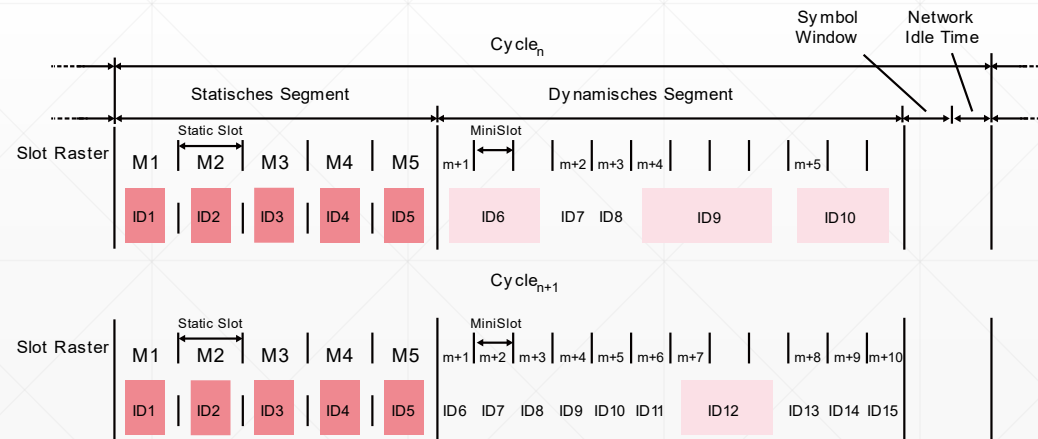 Symbol Window
Network Idle Time
Cycle_n
Statisches Segment
Dynamisches Segment
Static Slot
MiniSlot
Slot Raster
M1 M2 M3 M4 M5 m+1 m+2 m+3 m+4 m+5
ID1 ID2 ID3 ID4 ID5 ID6 ID7 ID8 ID9 ID10
Cycle_n+1
Static Slot
MiniSlot
Slot Raster
M1 M2 M3 M4 M5 m+1 m+2 m+3 m+4 m+5 m+6 m+7 m+8 m+9 m+10
ID1 ID2 ID3 ID4 ID5 ID6 ID7 ID8 ID9 ID10 ID11 ID12 ID13 ID14 ID15